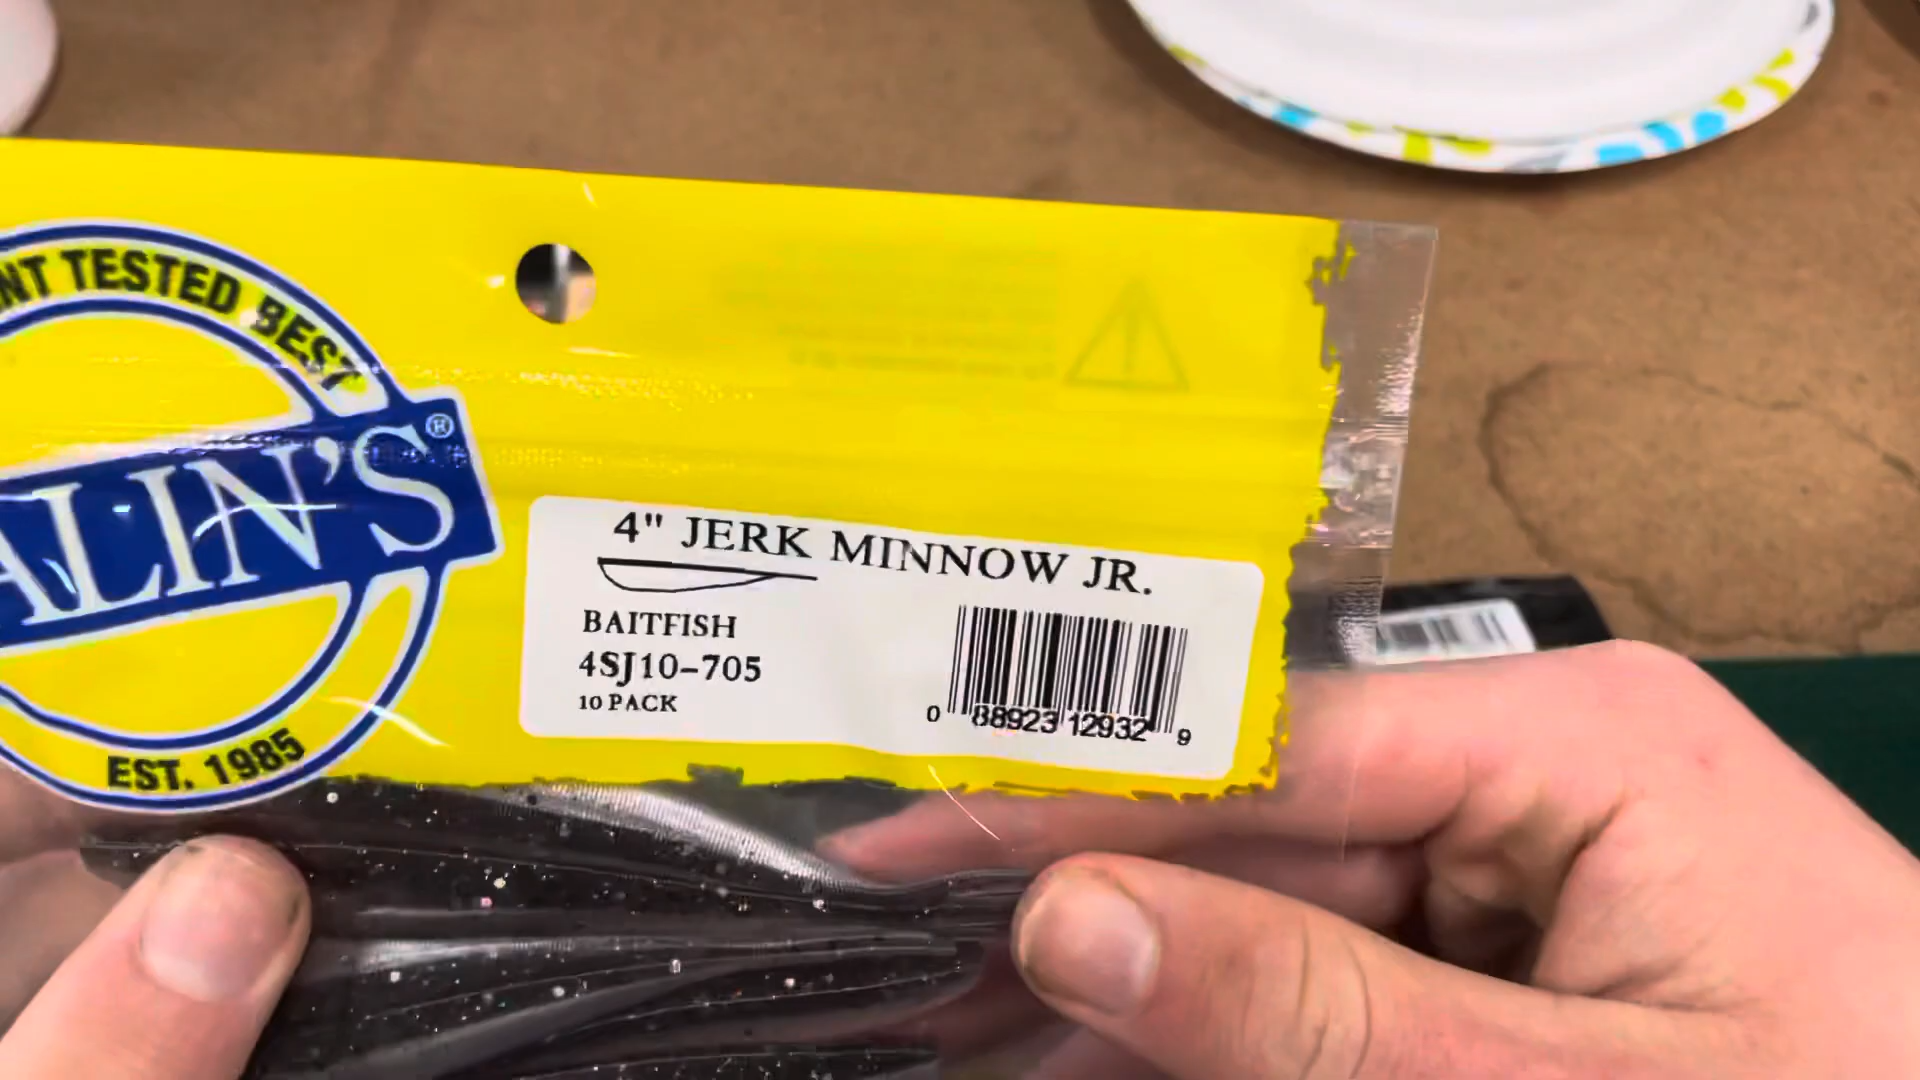 NT TESTED BEST
ALIN'S®
EST. 1985
4" JERK MINNOW JR.
BAITFISH
4SJ10-705
10 PACK
0 88923 12932 9